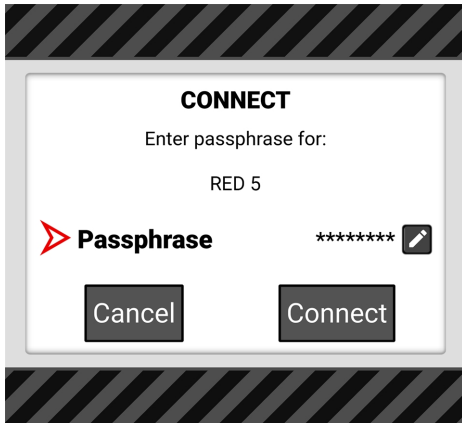 CONNECT
Enter passphrase for:
RED 5
Passphrase ********
Cancel Connect